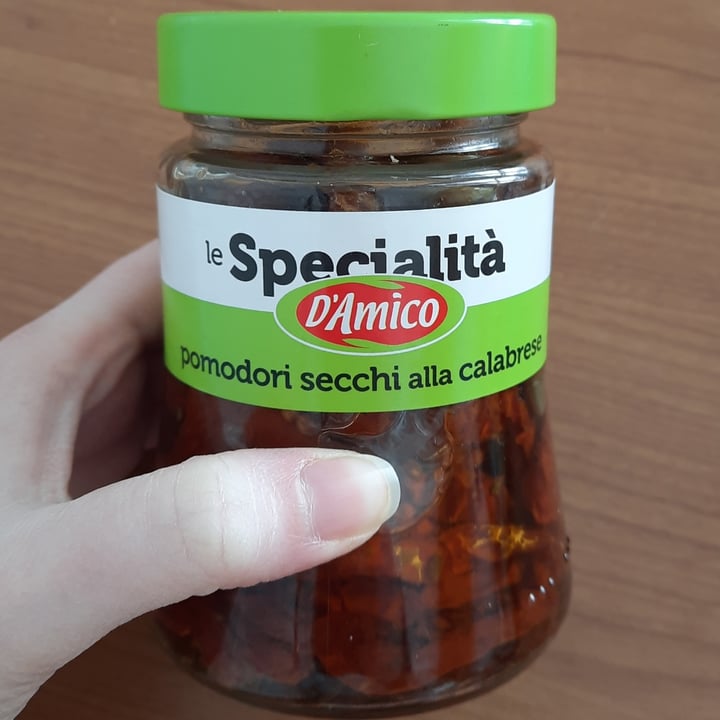 le Specialità
D'Amico
pomodori secchi alla calabrese